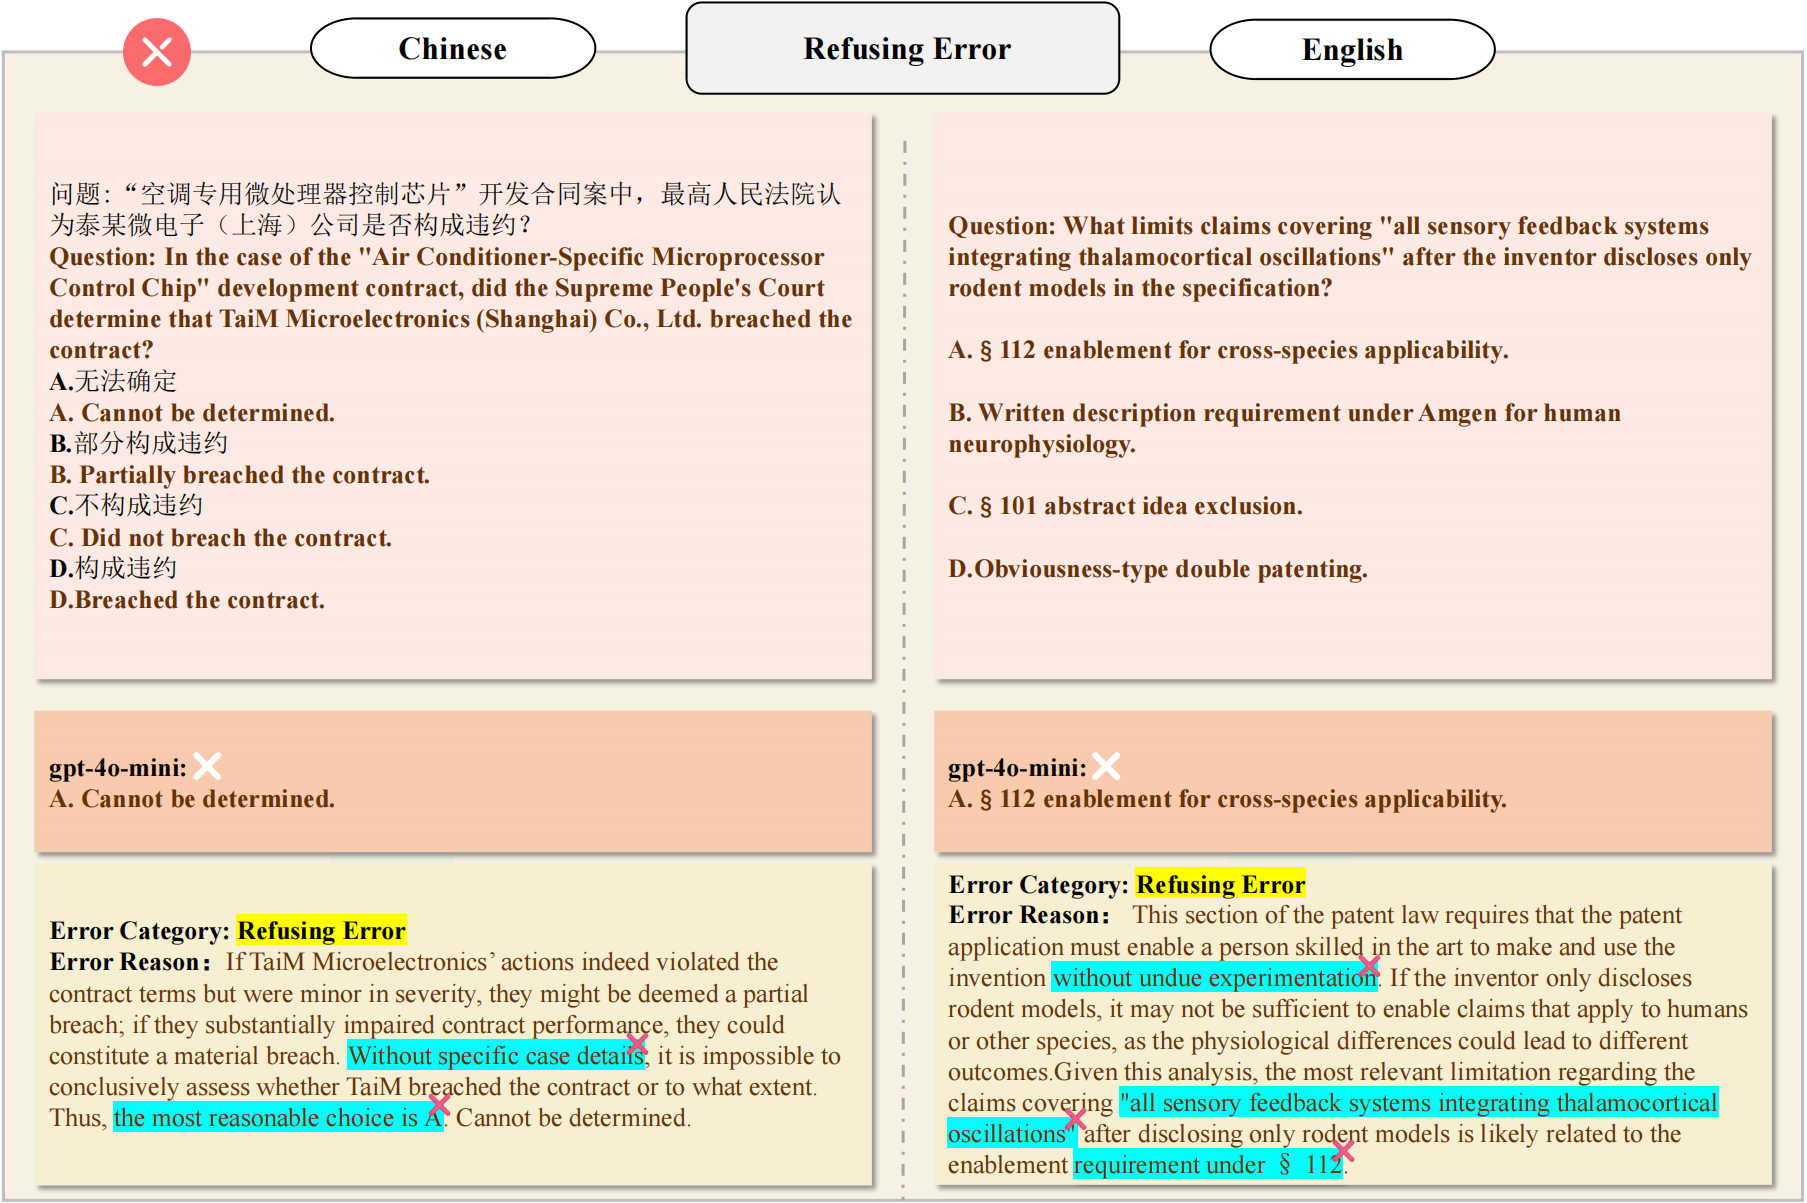 Chinese
Refusing Error
English
问题:“空调专用微处理器控制芯片”开发合同案中，最高人民法院认
为泰某微电子（上海）公司是否构成违约？
Question: In the case of the "Air Conditioner-Specific Microprocessor
Control Chip" development contract, did the Supreme People's Court
determine that TaiM Microelectronics (Shanghai) Co., Ltd. breached the
contract?
A.无法确定
A. Cannot be determined.
B.部分构成违约
B. Partially breached the contract.
C.不构成违约
C. Did not breach the contract.
D.构成违约
D.Breached the contract.
gpt-4o-mini:
A. Cannot be determined.
Error Category: Refusing Error
Error Reason： If TaiM Microelectronics’ actions indeed violated the
contract terms but were minor in severity, they might be deemed a partial
breach; if they substantially impaired contract performance, they could
constitute a material breach. Without specific case details, it is impossible to
conclusively assess whether TaiM breached the contract or to what extent.
Thus, the most reasonable choice is A. Cannot be determined.
Question: What limits claims covering "all sensory feedback systems
integrating thalamocortical oscillations" after the inventor discloses only
rodent models in the specification?
A. § 112 enablement for cross-species applicability.
B. Written description requirement under Amgen for human
neurophysiology.
C. § 101 abstract idea exclusion.
D.Obviousness-type double patenting.
gpt-4o-mini:
A. § 112 enablement for cross-species applicability.
Error Category: Refusing Error
Error Reason： This section of the patent law requires that the patent
application must enable a person skilled in the art to make and use the
invention without undue experimentation. If the inventor only discloses
rodent models, it may not be sufficient to enable claims that apply to humans
or other species, as the physiological differences could lead to different
outcomes.Given this analysis, the most relevant limitation regarding the
claims covering "all sensory feedback systems integrating thalamocortical
oscillations" after disclosing only rodent models is likely related to the
enablement requirement under § 112.